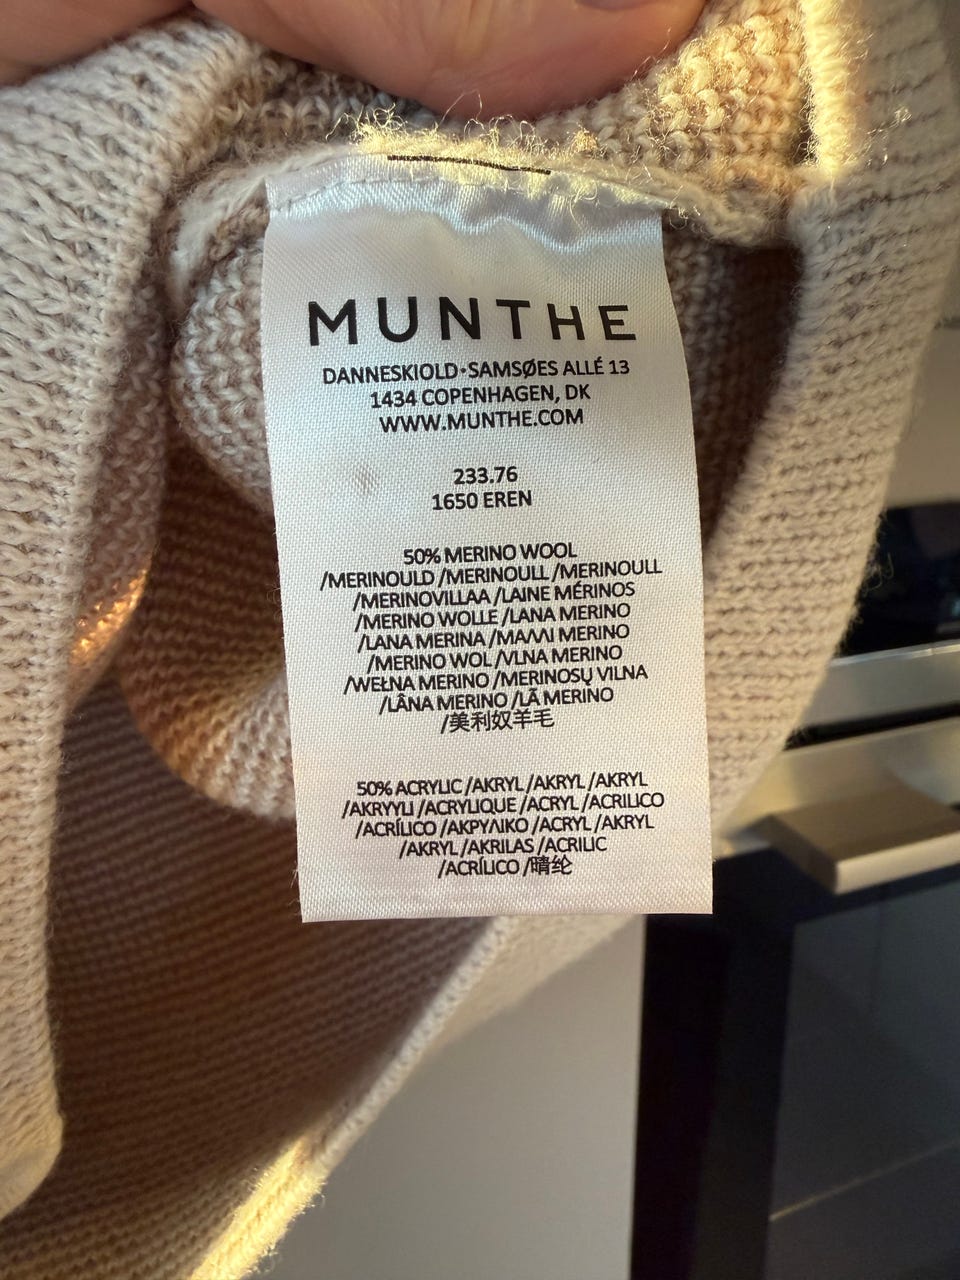 MUNTHE
DANNESKIOLD·SAMSØES ALLÉ 13
1434 COPENHAGEN, DK
WWW.MUNTHE.COM
233.76
1650 EREN
50% MERINO WOOL
/MERINOULD /MERINOULL /MERINOULL
/MERINOVILLAA /LAINE MÉRINOS
/MERINO WOLLE /LANA MERINO
/LANA MERINA /ΜΑΛΛΙ MERINO
/MERINO WOL /VLNA MERINO
/WEŁNA MERINO /MERINOSŲ VILNA
/LÂNA MERINO /LÃ MERINO
/美利奴羊毛
50% ACRYLIC /AKRYL /AKRYL /AKRYL
/AKRYYLI /ACRYLIQUE /ACRYL /ACRILICO
/ACRÍLICO /ΑΚΡΥΛΙΚΟ /ACRYL /AKRYL
/AKRYL /AKRILAS /ACRILIC
/ACRÍLICO /晴纶